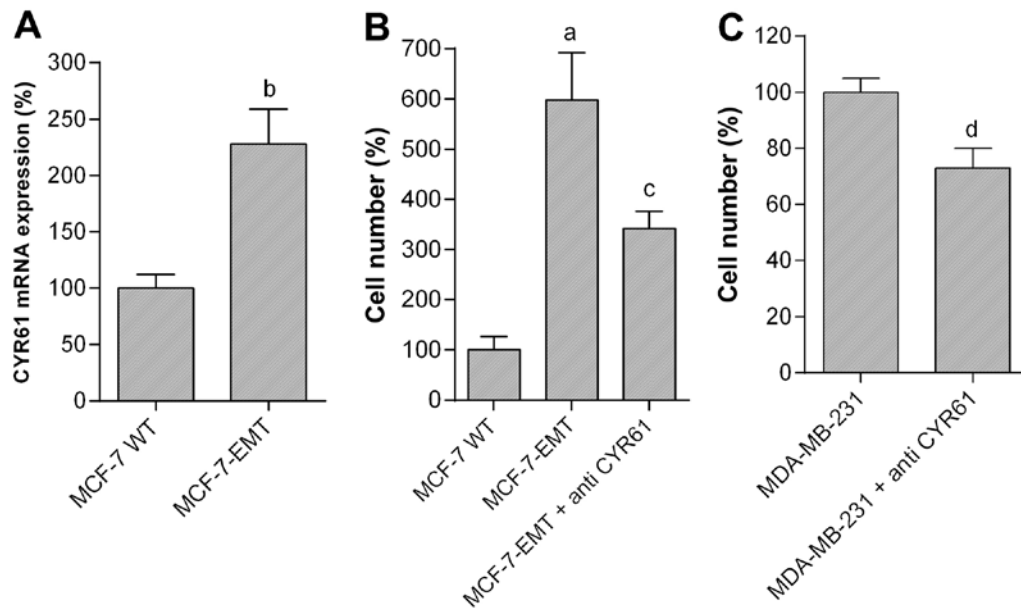 A
CYR61 mRNA expression (%)
300
250
200
150
100
50
0
b
MCF-7 WT
MCF-7-EMT
B
Cell number (%)
700
600
500
400
300
200
100
0
a
c
MCF-7 WT
MCF-7-EMT
MCF-7-EMT + anti CYR61
C
Cell number (%)
120
100
80
60
40
20
0
d
MDA-MB-231
MDA-MB-231 + anti CYR61